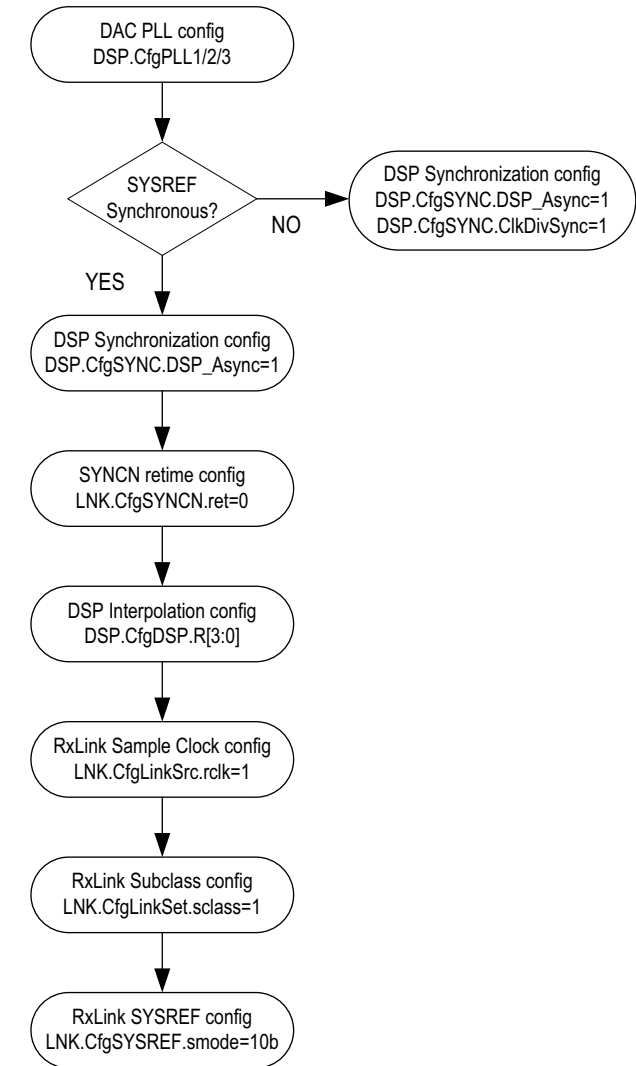 DAC PLL config
DSP.CfgPLL1/2/3
SYSREF
Synchronous?
NO
DSP Synchronization config
DSP.CfgSYNC.DSP_Async=1
DSP.CfgSYNC.ClkDivSync=1
YES
DSP Synchronization config
DSP.CfgSYNC.DSP_Async=1
SYNCN retime config
LNK.CfgSYNCN.ret=0
DSP Interpolation config
DSP.CfgDSP.R[3:0]
RxLink Sample Clock config
LNK.CfgLinkSrc.rclk=1
RxLink Subclass config
LNK.CfgLinkSet.sclass=1
RxLink SYSREF config
LNK.CfgSYSREF.smode=10b